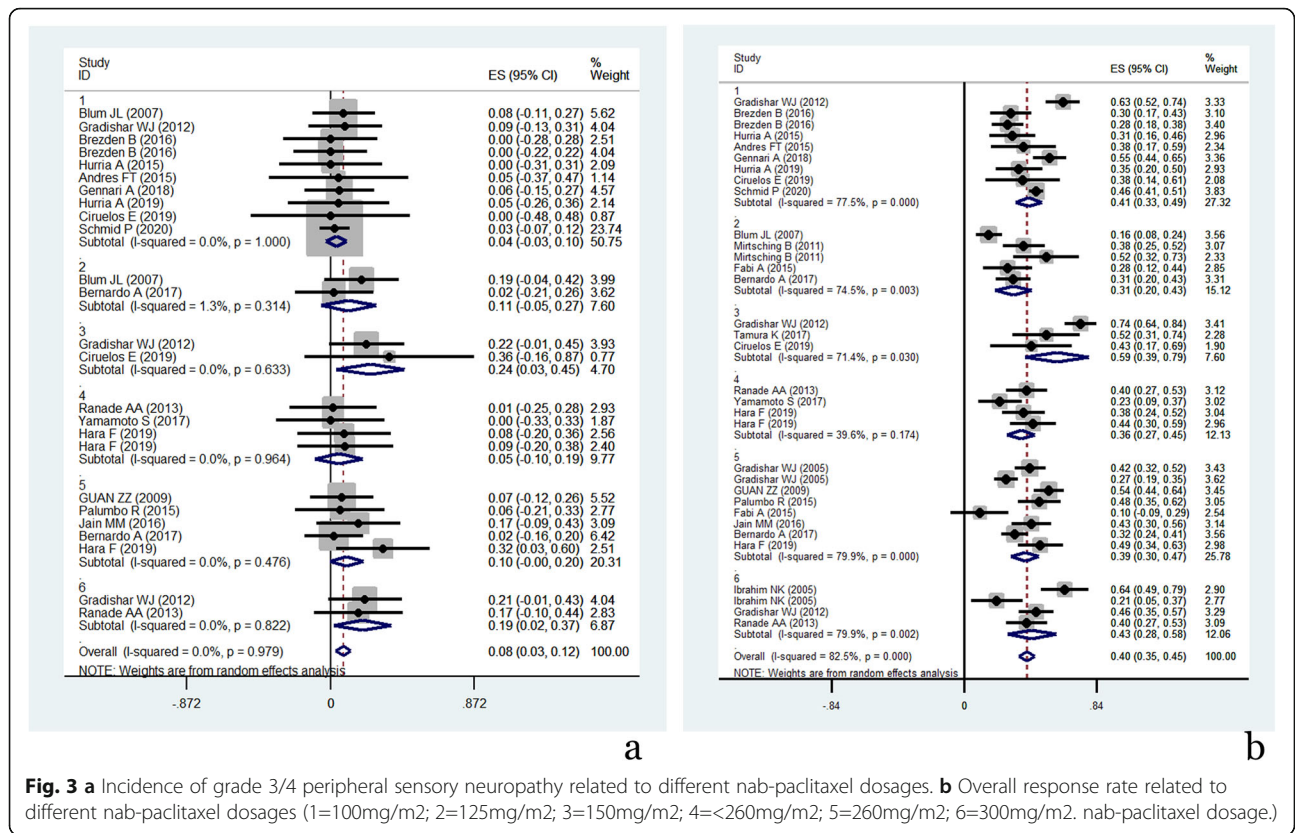 Study
ID
ES (95% CI)
%
Weight
1
Blum JL (2007) 0.08 (-0.11, 0.27) 5.62
Gradishar WJ (2012) 0.09 (-0.13, 0.31) 4.04
Brezden B (2016) 0.00 (-0.28, 0.28) 2.51
Brezden B (2016) 0.00 (-0.22, 0.22) 4.04
Hurria A (2015) 0.00 (-0.31, 0.31) 2.09
Andres FT (2015) 0.05 (-0.37, 0.47) 1.14
Gennari A (2018) 0.06 (-0.15, 0.27) 4.57
Hurria A (2019) 0.05 (-0.26, 0.36) 2.14
Ciruelos E (2019) 0.00 (-0.48, 0.48) 0.87
Schmid P (2020) 0.03 (-0.07, 0.12) 23.74
Subtotal (I-squared = 0.0%, p = 1.000) 0.04 (-0.03, 0.10) 50.75
.
2
Blum JL (2007) 0.19 (-0.04, 0.42) 3.99
Bernardo A (2017) 0.02 (-0.21, 0.26) 3.62
Subtotal (I-squared = 1.3%, p = 0.314) 0.11 (-0.05, 0.27) 7.60
.
3
Gradishar WJ (2012) 0.22 (-0.01, 0.45) 3.93
Ciruelos E (2019) 0.36 (-0.16, 0.87) 0.77
Subtotal (I-squared = 0.0%, p = 0.633) 0.24 (0.03, 0.45) 4.70
.
4
Ranade AA (2013) 0.01 (-0.25, 0.28) 2.93
Yamamoto S (2017) 0.00 (-0.33, 0.33) 1.87
Hara F (2019) 0.08 (-0.20, 0.36) 2.56
Hara F (2019) 0.09 (-0.20, 0.38) 2.40
Subtotal (I-squared = 0.0%, p = 0.964) 0.05 (-0.10, 0.19) 9.77
.
5
GUAN ZZ (2009) 0.07 (-0.12, 0.26) 5.52
Palumbo R (2015) 0.06 (-0.21, 0.33) 2.77
Jain MM (2016) 0.17 (-0.09, 0.43) 3.09
Bernardo A (2017) 0.02 (-0.16, 0.20) 6.42
Hara F (2019) 0.32 (0.03, 0.60) 2.51
Subtotal (I-squared = 0.0%, p = 0.476) 0.10 (-0.00, 0.20) 20.31
.
6
Gradishar WJ (2012) 0.21 (-0.01, 0.43) 4.04
Ranade AA (2013) 0.17 (-0.10, 0.44) 2.83
Subtotal (I-squared = 0.0%, p = 0.822) 0.19 (0.02, 0.37) 6.87
.
Overall (I-squared = 0.0%, p = 0.979) 0.08 (0.03, 0.12) 100.00
NOTE: Weights are from random effects analysis
-.872 0 .872
a
Study
ID
ES (95% CI)
%
Weight
1
Gradishar WJ (2012) 0.63 (0.52, 0.74) 3.33
Brezden B (2016) 0.30 (0.17, 0.43) 3.10
Brezden B (2016) 0.28 (0.18, 0.38) 3.40
Hurria A (2015) 0.31 (0.16, 0.46) 2.96
Andres FT (2015) 0.38 (0.17, 0.59) 2.34
Gennari A (2018) 0.55 (0.44, 0.65) 3.36
Hurria A (2019) 0.35 (0.20, 0.50) 2.93
Ciruelos E (2019) 0.38 (0.14, 0.61) 2.08
Schmid P (2020) 0.46 (0.41, 0.51) 3.83
Subtotal (I-squared = 77.5%, p = 0.000) 0.41 (0.33, 0.49) 27.32
.
2
Blum JL (2007) 0.16 (0.08, 0.24) 3.56
Mirtsching B (2011) 0.38 (0.25, 0.52) 3.07
Mirtsching B (2011) 0.52 (0.32, 0.73) 2.33
Fabi A (2015) 0.28 (0.12, 0.44) 2.85
Bernardo A (2017) 0.31 (0.20, 0.43) 3.31
Subtotal (I-squared = 74.5%, p = 0.003) 0.31 (0.20, 0.43) 15.12
.
3
Gradishar WJ (2012) 0.74 (0.64, 0.84) 3.41
Tamura K (2017) 0.52 (0.31, 0.74) 2.28
Ciruelos E (2019) 0.43 (0.17, 0.69) 1.90
Subtotal (I-squared = 71.4%, p = 0.030) 0.59 (0.39, 0.79) 7.60
.
4
Ranade AA (2013) 0.40 (0.27, 0.53) 3.12
Yamamoto S (2017) 0.23 (0.09, 0.37) 3.02
Hara F (2019) 0.38 (0.24, 0.52) 3.04
Hara F (2019) 0.44 (0.30, 0.59) 2.96
Subtotal (I-squared = 39.6%, p = 0.174) 0.36 (0.27, 0.45) 12.13
.
5
Gradishar WJ (2005) 0.42 (0.32, 0.52) 3.43
Gradishar WJ (2005) 0.27 (0.19, 0.35) 3.62
GUAN ZZ (2009) 0.54 (0.44, 0.64) 3.45
Palumbo R (2015) 0.48 (0.35, 0.62) 3.05
Fabi A (2015) 0.10 (-0.09, 0.29) 2.54
Jain MM (2016) 0.43 (0.30, 0.56) 3.14
Bernardo A (2017) 0.32 (0.24, 0.41) 3.56
Hara F (2019) 0.49 (0.34, 0.63) 2.98
Subtotal (I-squared = 79.9%, p = 0.000) 0.39 (0.30, 0.47) 25.78
.
6
Ibrahim NK (2005) 0.64 (0.49, 0.79) 2.90
Ibrahim NK (2005) 0.21 (0.05, 0.37) 2.77
Gradishar WJ (2012) 0.46 (0.35, 0.57) 3.29
Ranade AA (2013) 0.40 (0.27, 0.53) 3.09
Subtotal (I-squared = 79.9%, p = 0.002) 0.43 (0.28, 0.58) 12.06
.
Overall (I-squared = 82.5%, p = 0.000) 0.40 (0.35, 0.45) 100.00
NOTE: Weights are from random effects analysis
-.84 0 .84
b
Fig. 3 a Incidence of grade 3/4 peripheral sensory neuropathy related to different nab-paclitaxel dosages. b Overall response rate related to
different nab-paclitaxel dosages (1=100mg/m2; 2=125mg/m2; 3=150mg/m2; 4=<260mg/m2; 5=260mg/m2; 6=300mg/m2. nab-paclitaxel dosage.)